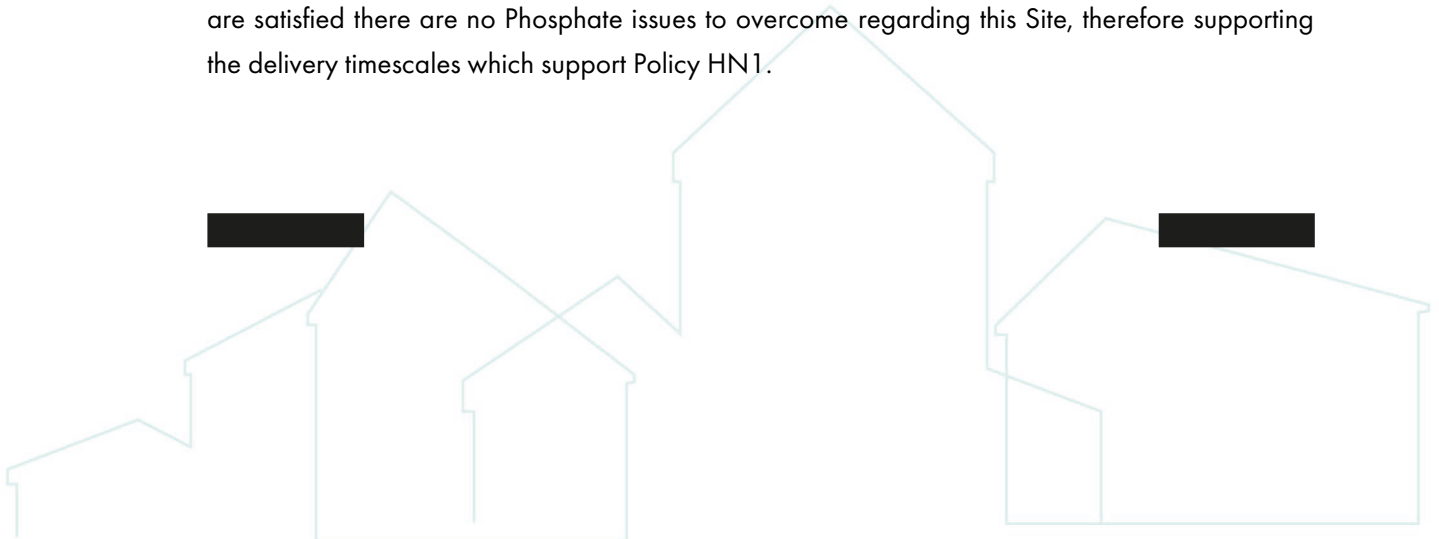 are satisfied there are no Phosphate issues to overcome regarding this Site, therefore supporting
the delivery timescales which support Policy HN1.